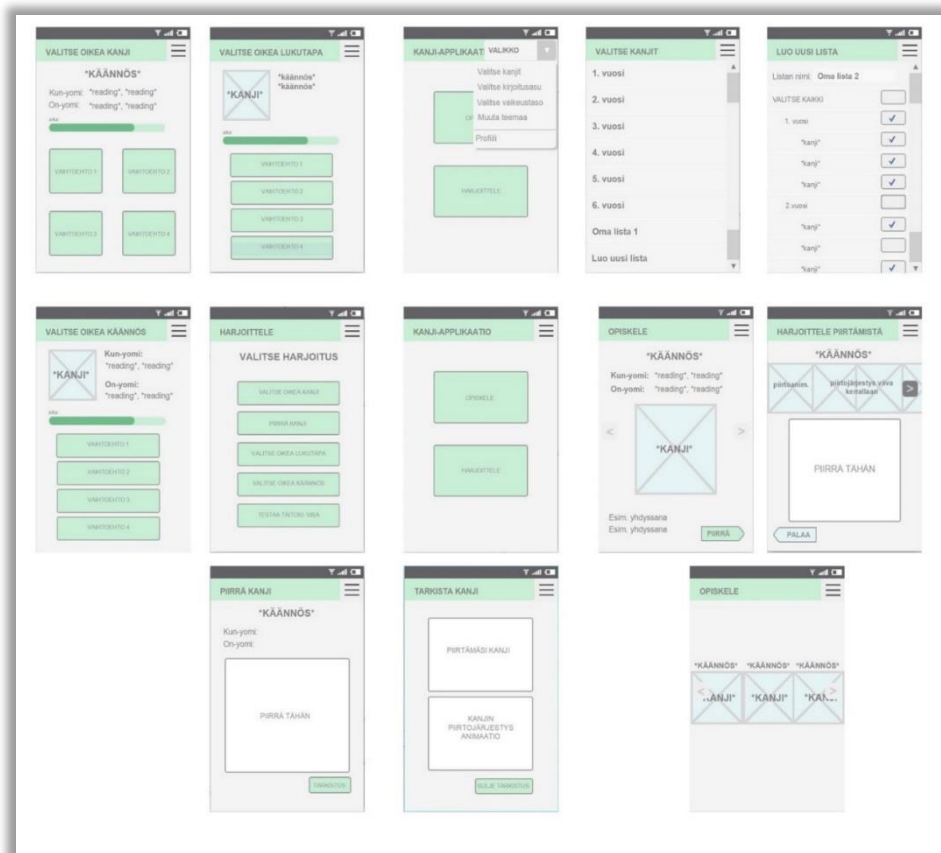 VALITSE OIKEA KANJI
*KÄÄNNÖS*
Kun-yomi: *reading*, *reading*
On-yomi: *reading*, *reading*
aika
VAIHTOEHTO 1
VAIHTOEHTO 2
VAIHTOEHTO 3
VAIHTOEHTO 4
VALITSE OIKEA LUKUTAPA
*KANJI*
*käännös*
*käännös*
aika
VAIHTOEHTO 1
VAIHTOEHTO 2
VAIHTOEHTO 3
VAIHTOEHTO 4
KANJI-APPLIKAAT
VALIKKO
Valitse kanjit
Valitse kirjoitusasu
Valitse vaikeustaso
Muuta teemaa
Profiili
OP
HARJOITTELE
VALITSE KANJIT
1. vuosi
2. vuosi
3. vuosi
4. vuosi
5. vuosi
6. vuosi
Oma lista 1
Luo uusi lista
LUO UUSI LISTA
Listan nimi: Oma lista 2
VALITSE KAIKKI
1. vuosi
*kanji*
*kanji*
*kanji*
2.vuosi
*kanji*
*kanji*
*kanji*
VALITSE OIKEA KÄÄNNÖS
*KANJI*
Kun-yomi:
*reading*, *reading*
On-yomi:
*reading*, *reading*
aika
VAIHTOEHTO 1
VAIHTOEHTO 2
VAIHTOEHTO 3
VAIHTOEHTO 4
HARJOITTELE
VALITSE HARJOITUS
VALITSE OIKEA KANJI
PIIRRÄ KANJI
VALITSE OIKEA LUKUTAPA
VALITSE OIKEA KÄÄNNÖS
TESTAA TAITOSI
KANJI-APPLIKAATIO
OPISKELE
HARJOITTELE
OPISKELE
*KÄÄNNÖS*
Kun-yomi: *reading*, *reading*
On-yomi: *reading*, *reading*
< *KANJI* >
Esim. yhdyssana
Esim. yhdyssana
PIIRRÄ
HARJOITTELE PIIRTÄMISTÄ
*KÄÄNNÖS*
piirtojärjestys viiva
kerrallaan
>
PIIRRÄ TÄHÄN
PALAA
PIIRRÄ KANJI
*KÄÄNNÖS*
Kun-yomi:
On-yomi:
PIIRRÄ TÄHÄN
TARKISTUS
TARKISTA KANJI
PIIRTÄMÄSI KANJI
KANJIN
PIIRTOJÄRJESTYS
ANIMAATIO
SULJE TARKISTUS
OPISKELE
*KÄÄNNÖS* *KÄÄNNÖS* *KÄÄNNÖS*
< *KANJI* >